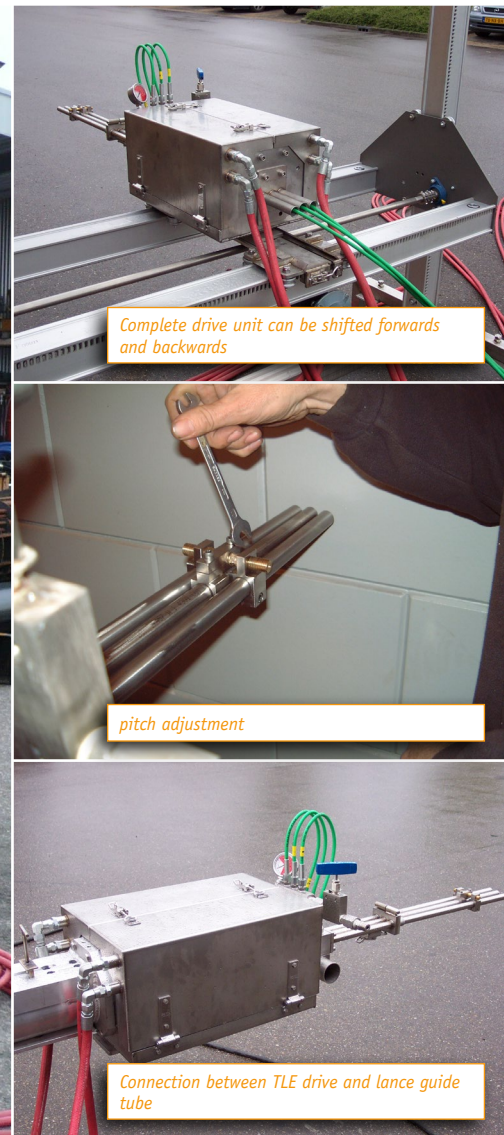 Complete drive unit can be shifted forwards
and backwards
pitch adjustment
Connection between TLE drive and lance guide
tube